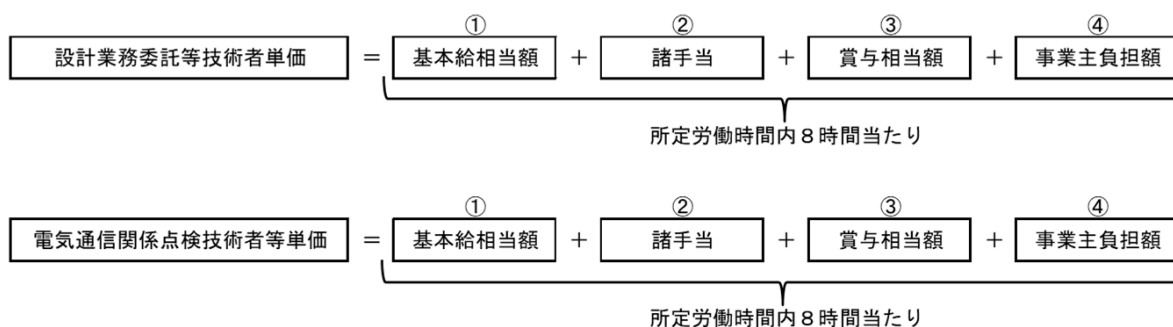 ① ② ③ ④
設計業務委託等技術者単価 = 基本給相当額 + 諸手当 + 賞与相当額 + 事業主負担額
所定労働時間内8時間当たり
① ② ③ ④
電気通信関係点検技術者等単価 = 基本給相当額 + 諸手当 + 賞与相当額 + 事業主負担額
所定労働時間内8時間当たり